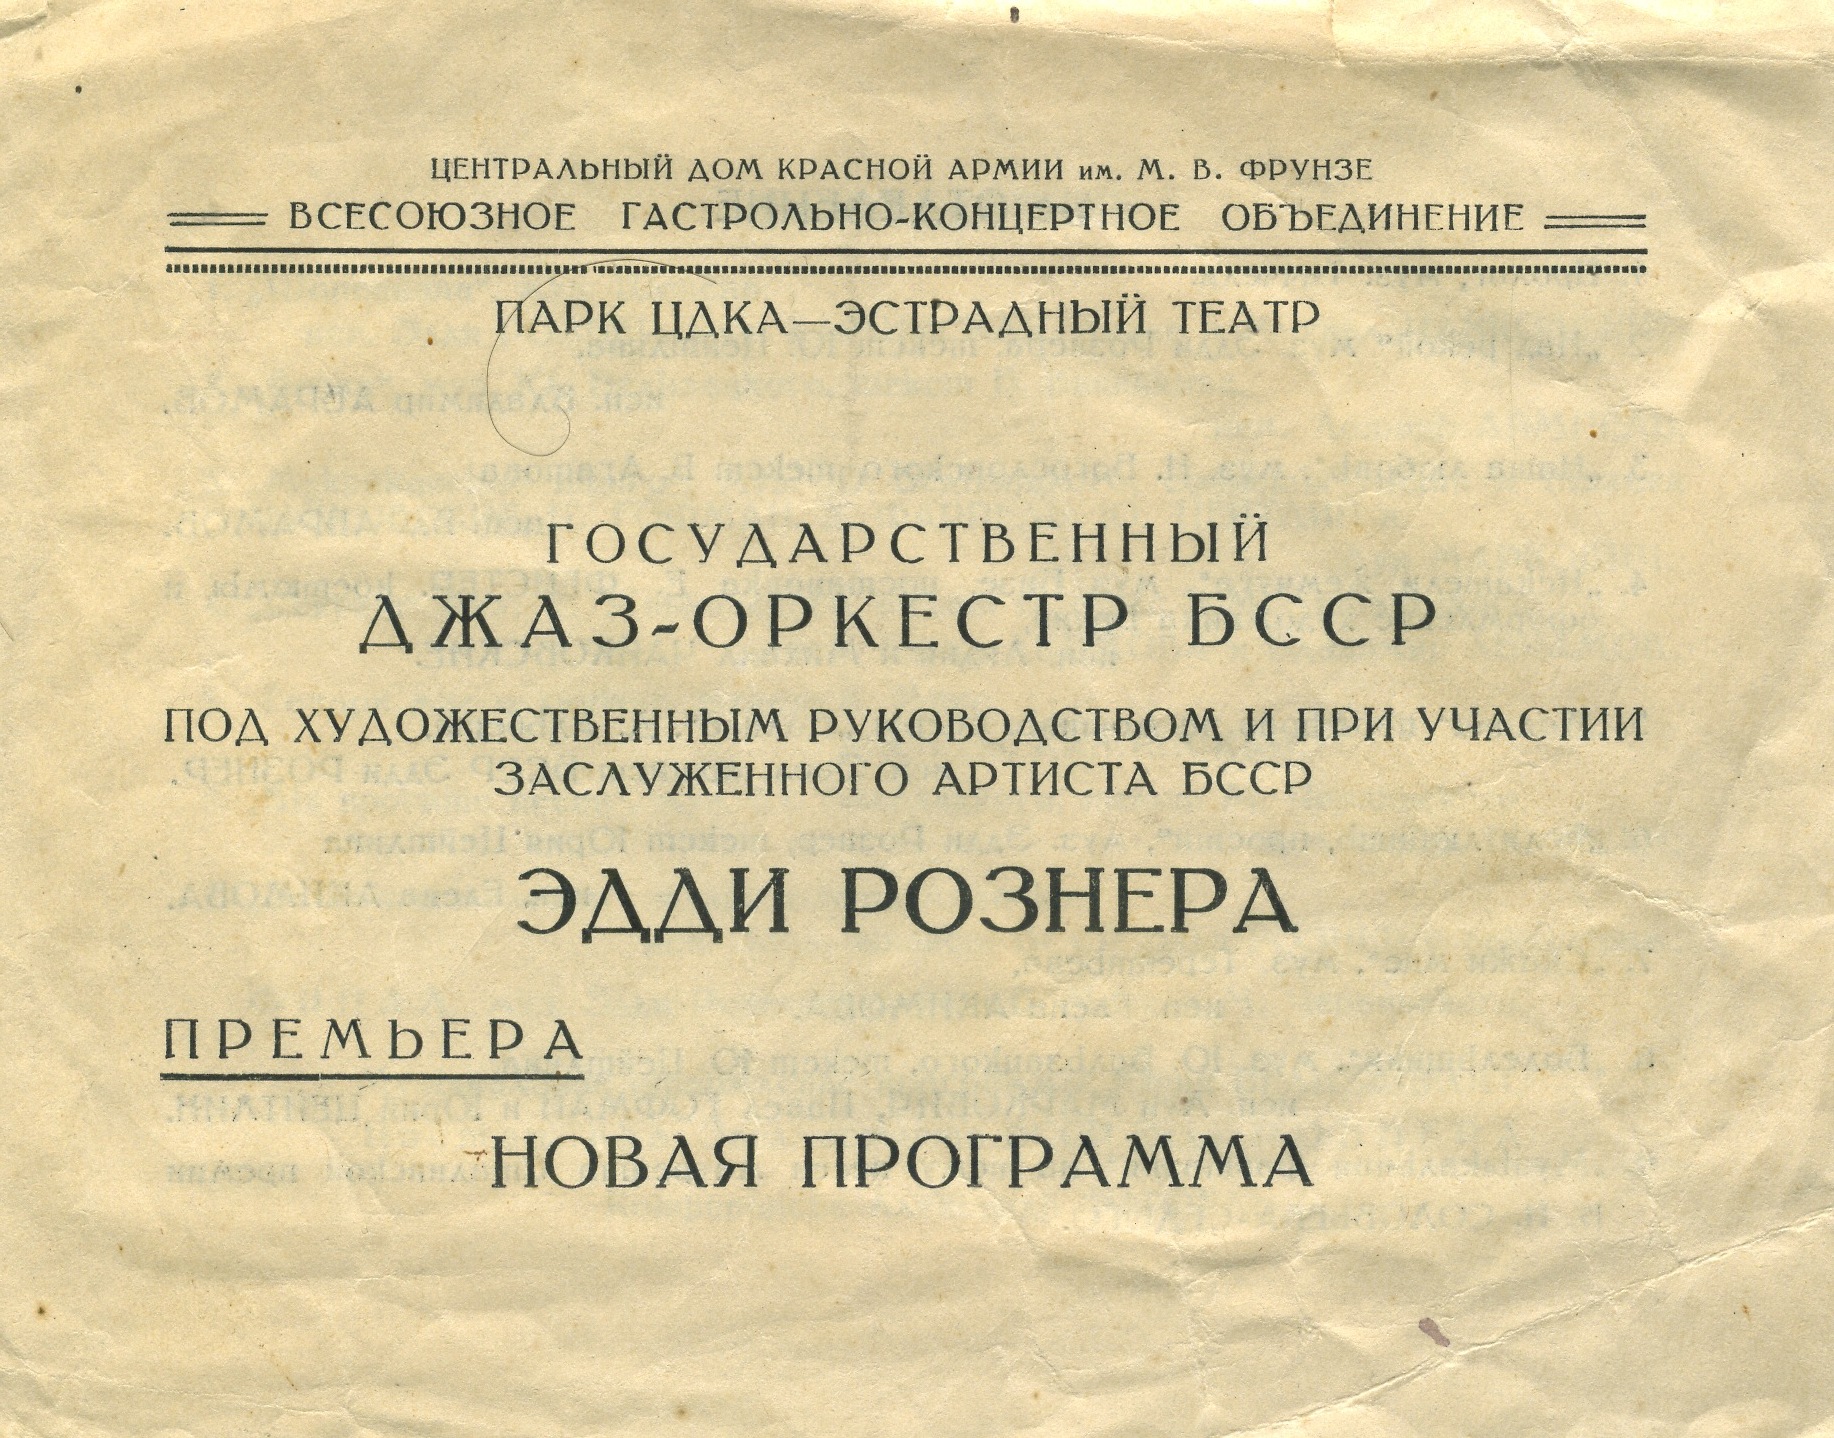 ЦЕНТРАЛЬНЫЙ ДОМ КРАСНОЙ АРМИИ им. М. В. ФРУНЗЕ
ВСЕСОЮЗНОЕ ГАСТРОЛЬНО-КОНЦЕРТНОЕ ОБЪЕДИНЕНИЕ
ПАРК ЦДКА—ЭСТРАДНЫЙ ТЕАТР
ГОСУДАРСТВЕННЫЙ
ДЖАЗ-ОРКЕСТР БССР
ПОД ХУДОЖЕСТВЕННЫМ РУКОВОДСТВОМ И ПРИ УЧАСТИИ
ЗАСЛУЖЕННОГО АРТИСТА БССР
ЭДДИ РОЗНЕРА
ПРЕМЬЕРА
НОВАЯ ПРОГРАММА